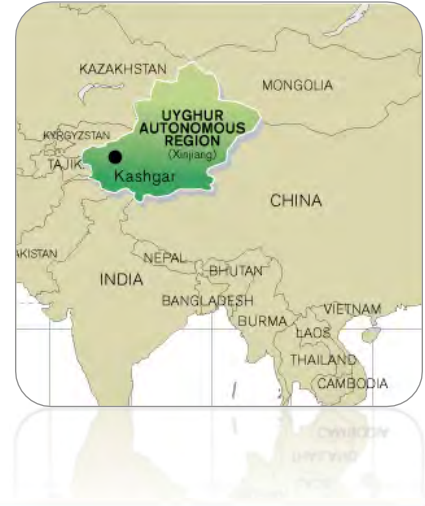 KAZAKHSTAN
MONGOLIA
UYGHUR
AUTONOMOUS
REGION
(Xinjiang)
KYRGYZSTAN
TAJIK.
Kashgar
CHINA
AKISTAN
NEPAL
BHUTAN
INDIA
BANGLADESH
BURMA
VIETNAM
LAOS
THAILAND
CAMBODIA